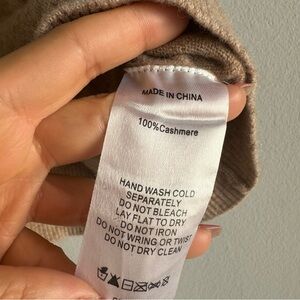 MADE IN CHINA
100%Cashmere
HAND WASH COLD
SEPARATELY
DO NOT BLEACH
LAY FLAT TO DRY
DO NOT IRON
DO NOT WRING OR TWIST
DO NOT DRY CLEAN